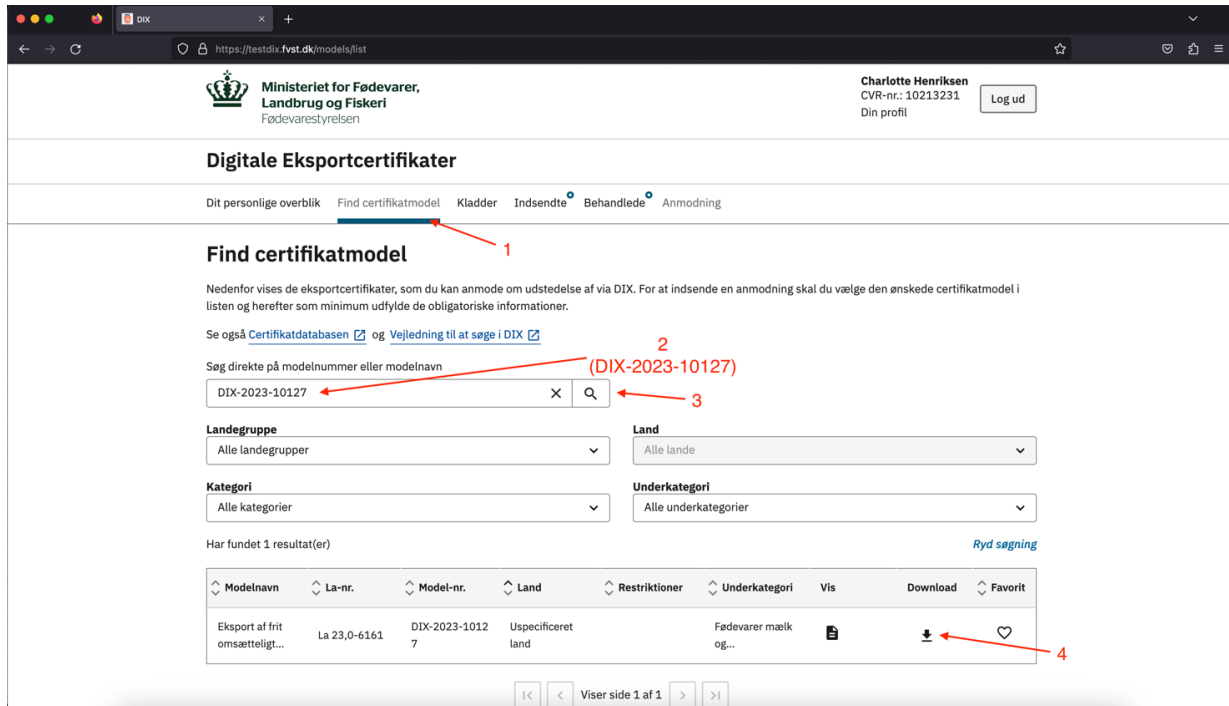 DIX
https://testdix.fvst.dk/models/list
Ministeriet for Fødevarer,
Landbrug og Fiskeri
Fødevarestyrelsen
Charlotte Henriksen
CVR-nr.: 10213231
Din profil
Log ud
Digitale Eksportcertifikater
Dit personlige overblik Find certifikatmodel Kladder Indsendte Behandlede Anmodning
1
Find certifikatmodel
Nedenfor vises de eksportcertifikater, som du kan anmode om udstedelse af via DIX. For at indsende en anmodning skal du vælge den ønskede certifikatmodel i
listen og herefter som minimum udfylde de obligatoriske informationer.
Se også Certifikatdatabasen og Vejledning til at søge i DIX
2
(DIX-2023-10127)
Søg direkte på modelnummer eller modelnavn
DIX-2023-10127
3
Landegruppe Land
Alle landegrupper Alle lande
Kategori Underkategori
Alle kategorier Alle underkategorier
Har fundet 1 resultat(er) Ryd søgning
Modelnavn La-nr. Model-nr. Land Restriktioner Underkategori Vis Download Favorit
Eksport af frit DIX-2023-1012 Uspecificeret Fødevarer mælk
La 23,0-6161
omsætteligt... 7 land og...
4
Viser side 1 af 1